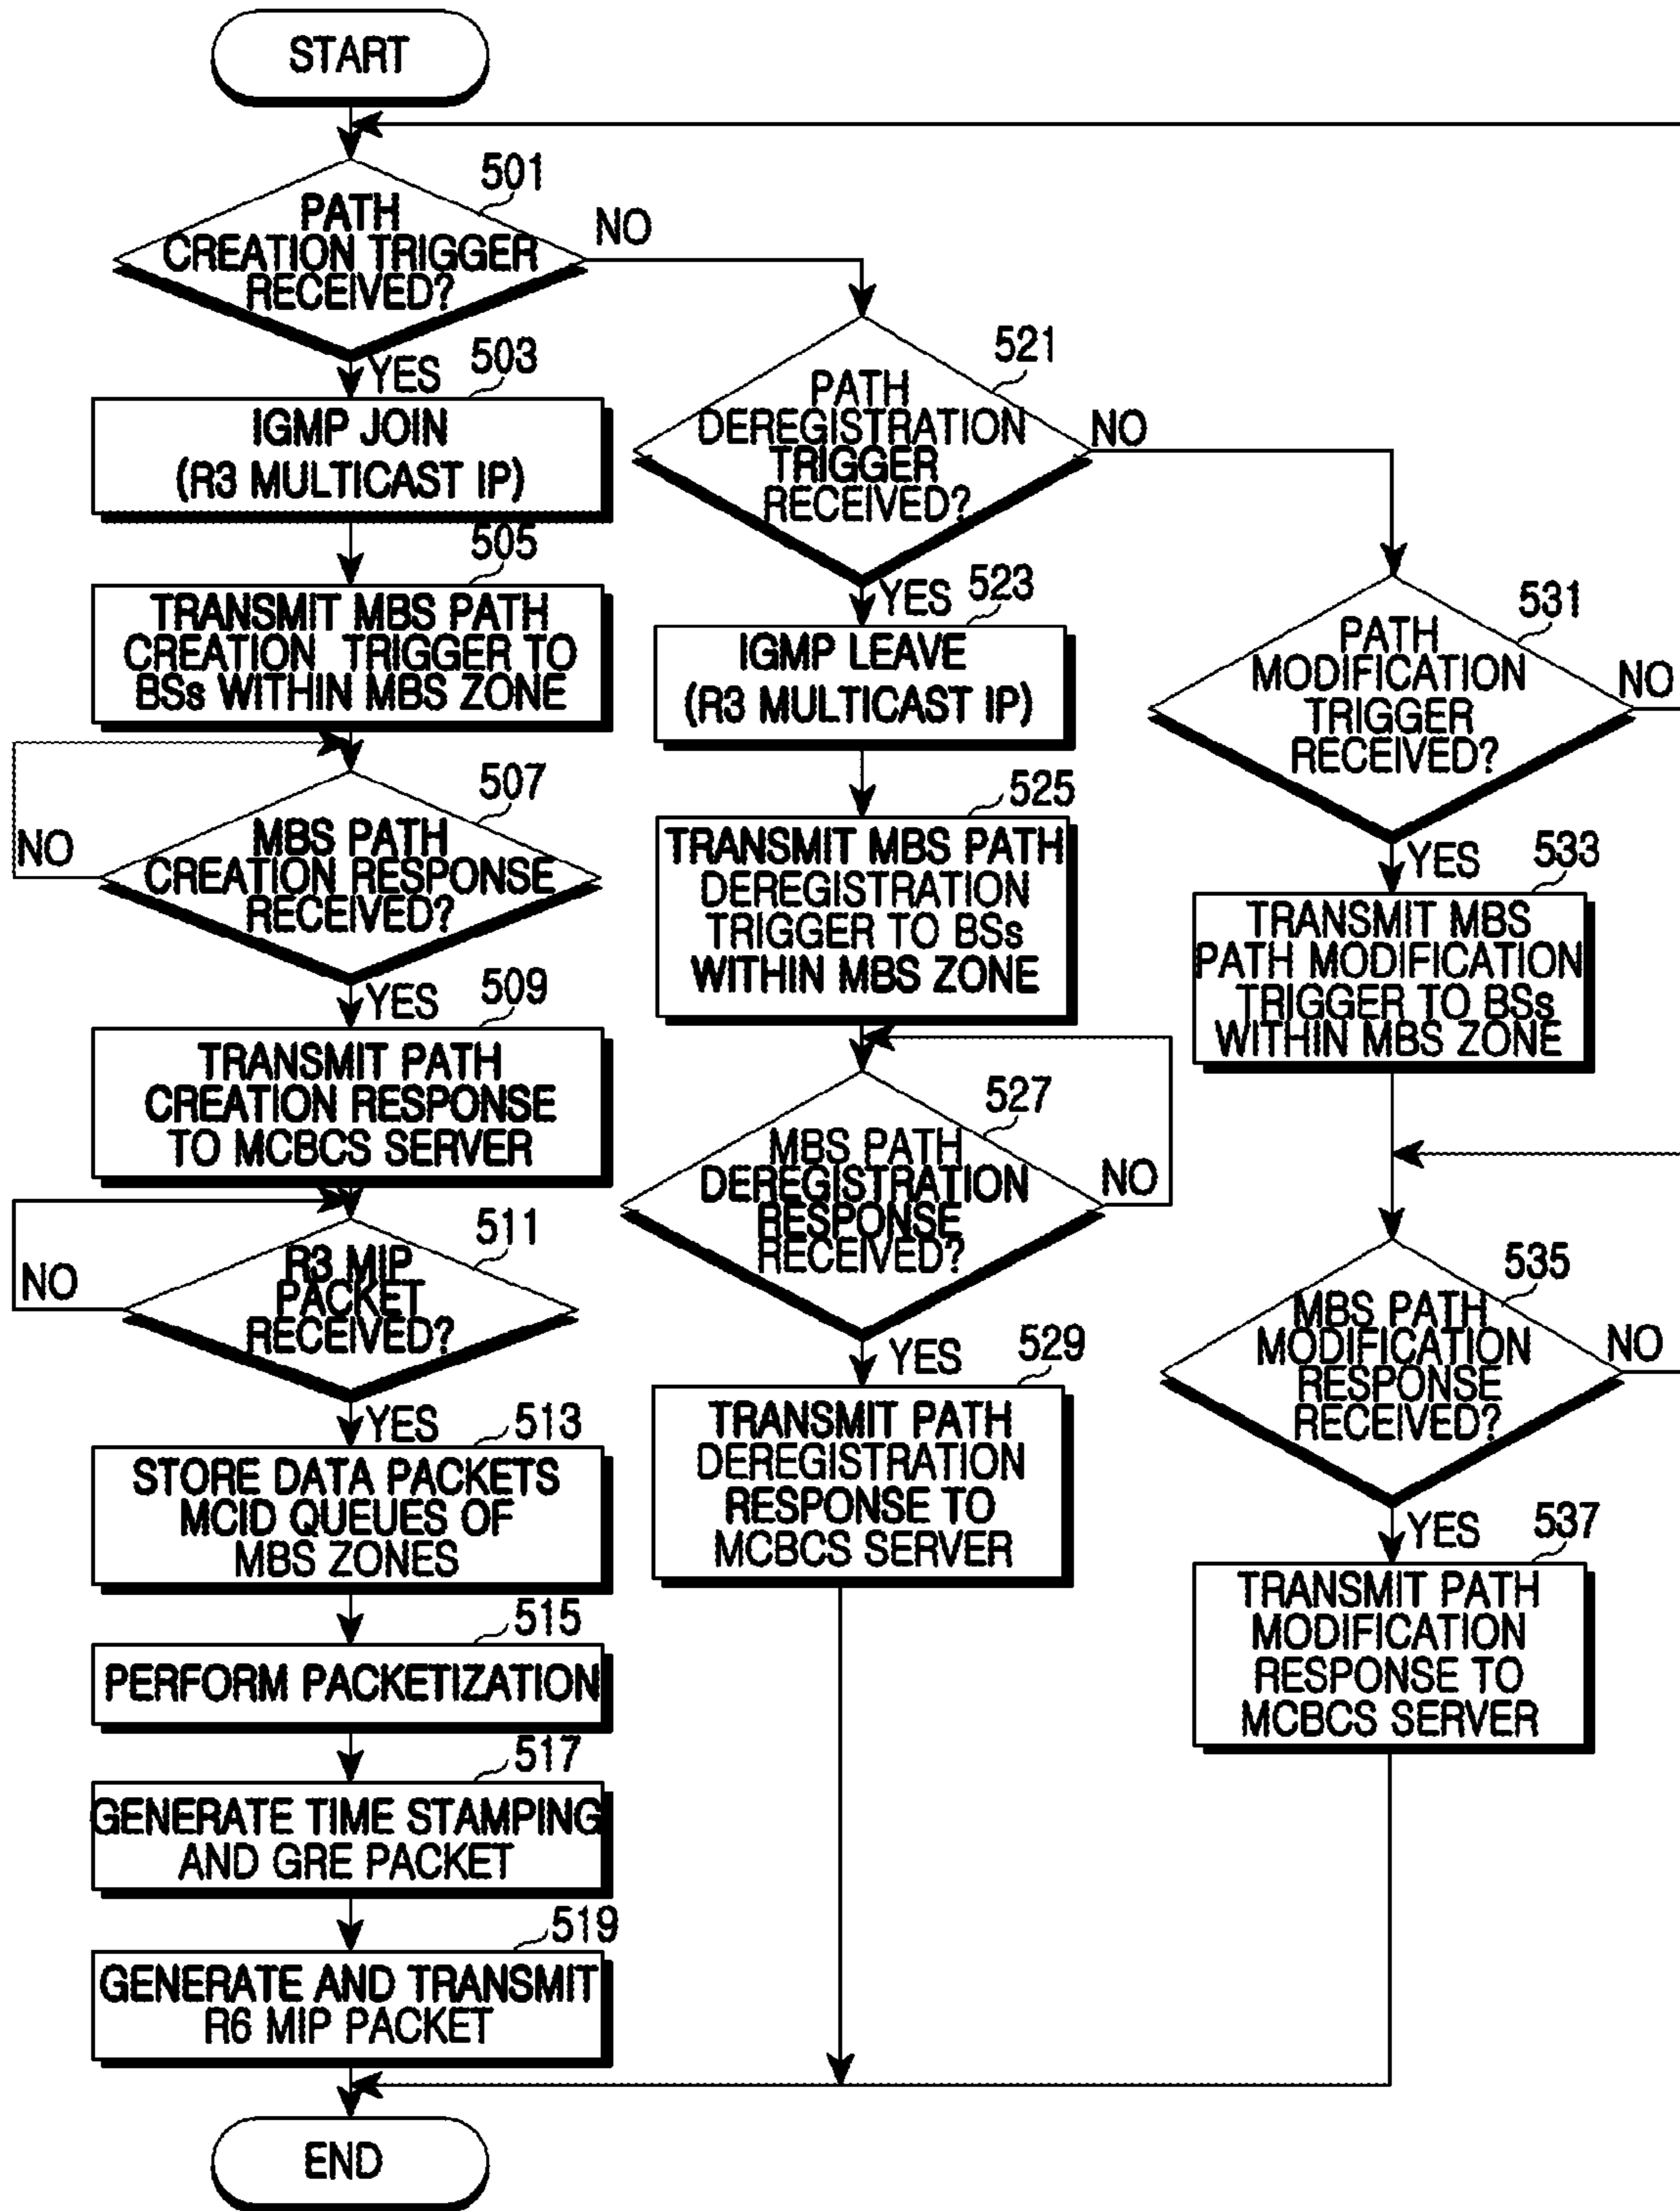 START
501
PATH
CREATION TRIGGER
RECEIVED?
NO
YES
503
IGMP JOIN
(R3 MULTICAST IP)
505
TRANSMIT MBS PATH
CREATION TRIGGER TO
BSs WITHIN MBS ZONE
507
MBS PATH
CREATION RESPONSE
RECEIVED?
NO
YES
509
TRANSMIT PATH
CREATION RESPONSE
TO MCBCS SERVER
511
R3 MIP
PACKET
RECEIVED?
NO
YES
513
STORE DATA PACKETS
MCID QUEUES OF
MBS ZONES
515
PERFORM PACKETIZATION
517
GENERATE TIME STAMPING
AND GRE PACKET
519
GENERATE AND TRANSMIT
R6 MIP PACKET
END
521
PATH
DEREGISTRATION
TRIGGER
RECEIVED?
NO
YES
523
IGMP LEAVE
(R3 MULTICAST IP)
525
TRANSMIT MBS PATH
DEREGISTRATION
TRIGGER TO BSs
WITHIN MBS ZONE
527
MBS PATH
DEREGISTRATION
RESPONSE
RECEIVED?
NO
YES
529
TRANSMIT PATH
DEREGISTRATION
RESPONSE TO
MCBCS SERVER
531
PATH
MODIFICATION
TRIGGER
RECEIVED?
NO
YES
533
TRANSMIT MBS
PATH MODIFICATION
TRIGGER TO BSs
WITHIN MBS ZONE
535
MBS PATH
MODIFICATION
RESPONSE
RECEIVED?
NO
YES
537
TRANSMIT PATH
MODIFICATION
RESPONSE TO
MCBCS SERVER